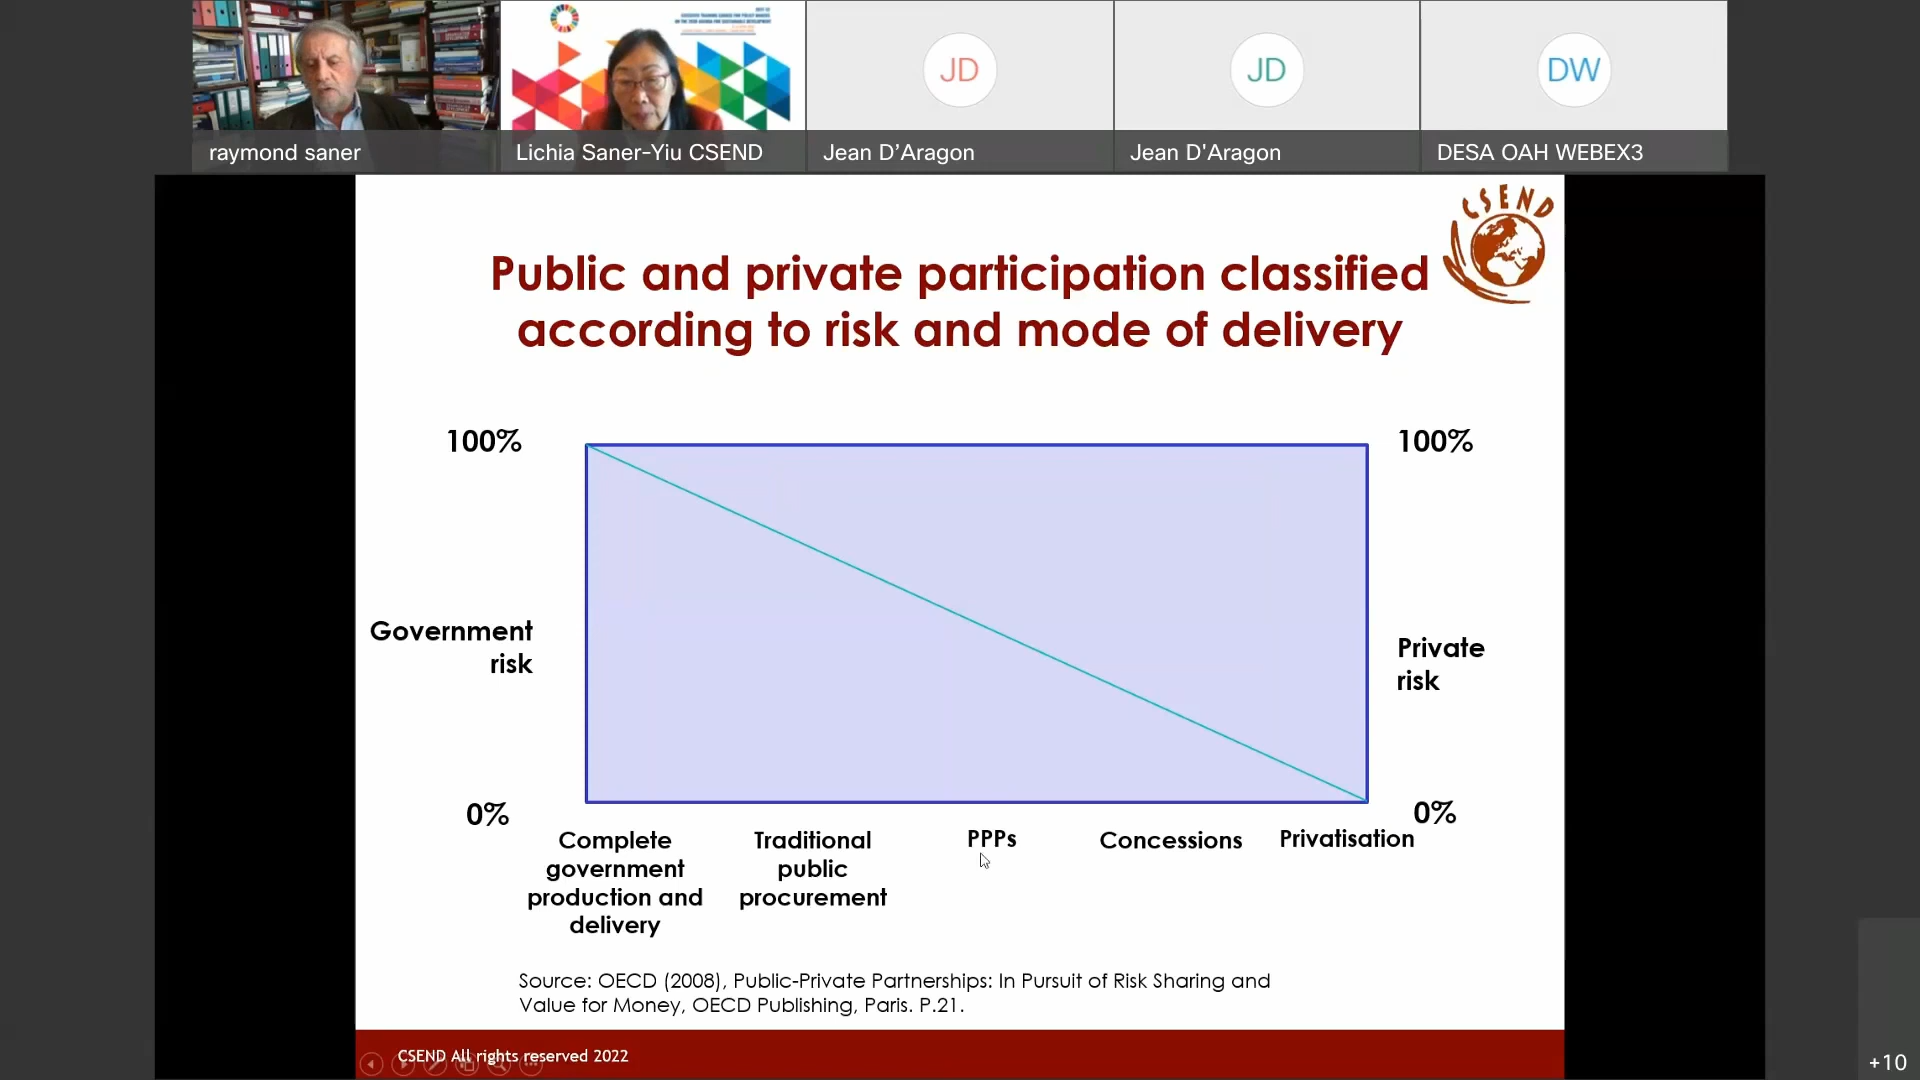 raymond saner
Lichia Saner-Yiu CSEND
JD
Jean D’Aragon
JD
Jean D'Aragon
DW
DESA OAH WEBEX3
CSEND
Public and private participation classified
according to risk and mode of delivery
100%
100%
Government
risk
Private
risk
0%
0%
Complete
government
production and
delivery
Traditional
public
procurement
PPPs
Concessions
Privatisation
Source: OECD (2008), Public-Private Partnerships: In Pursuit of Risk Sharing and
Value for Money, OECD Publishing, Paris. P.21.
CSEND All rights reserved 2022
+10